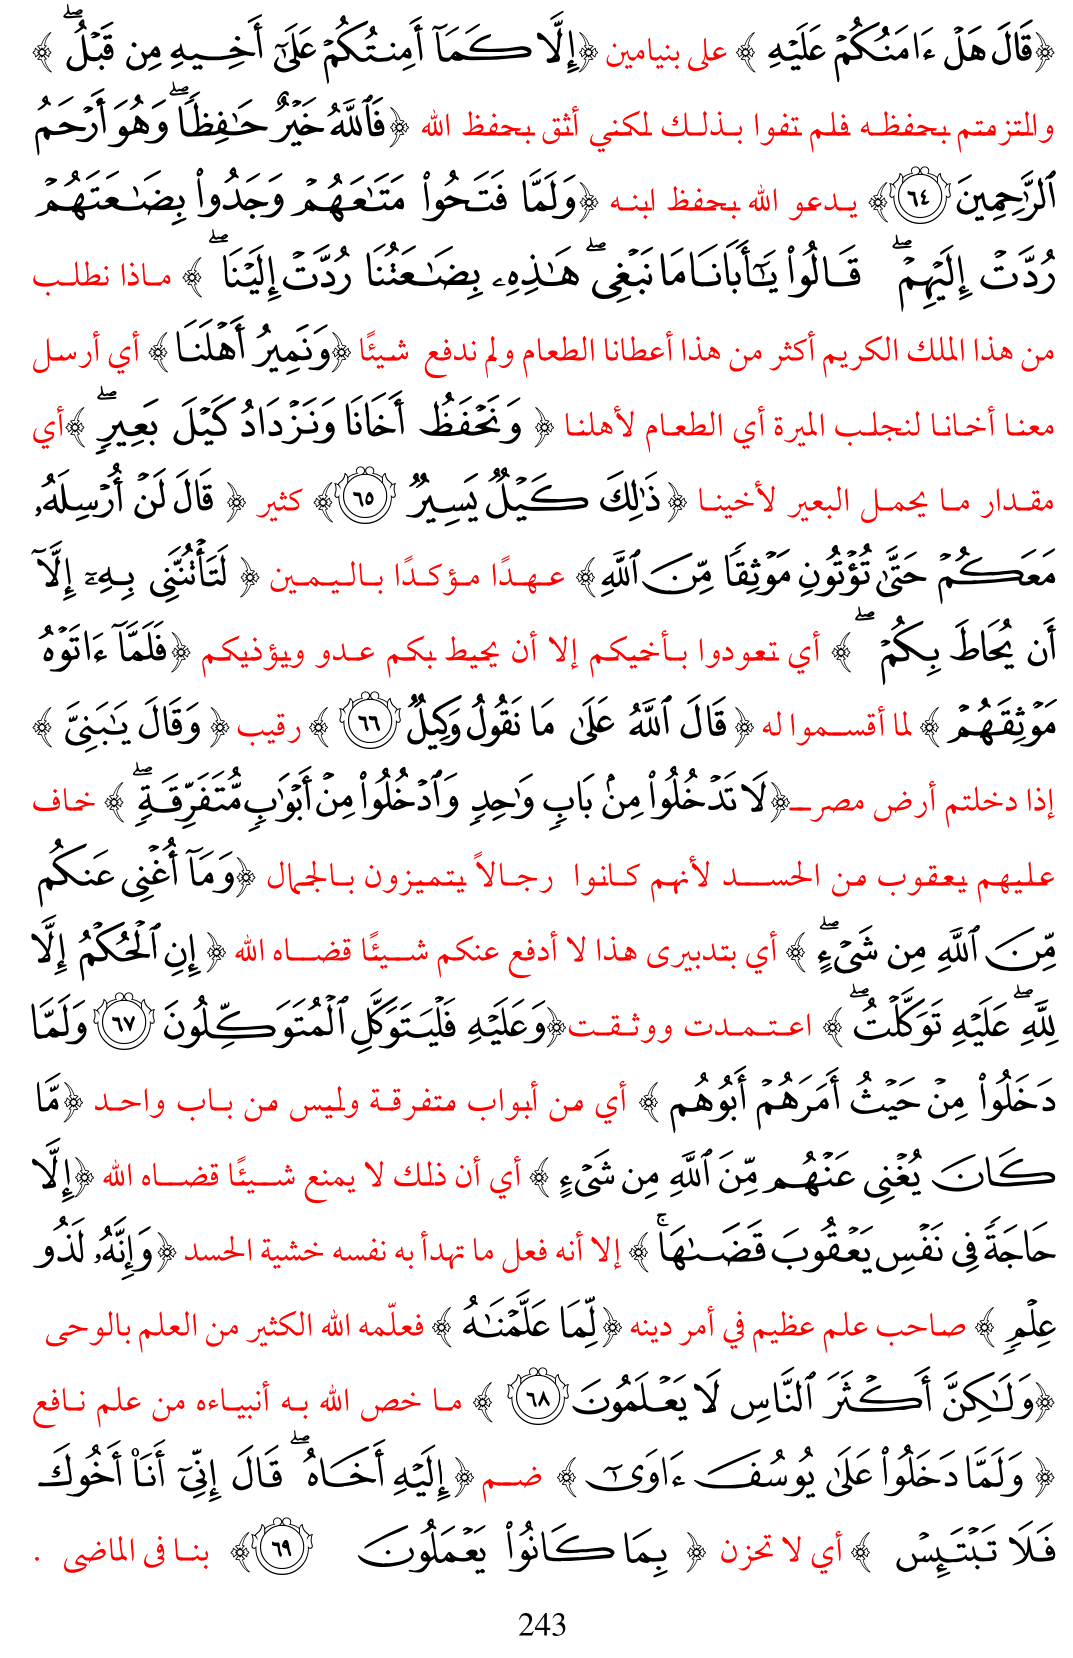 ﴿قَالَ هَلْ ءَامَنُكُمْ عَلَيْهِ ﴾ على بنيامين ﴿إِلَّا كَمَآ أَمِنتُكُمْ عَلَىٰٓ أَخِيهِ مِن قَبْلُ ۖ ﴾
والتزمتم بحفظه فلم تفوا بذلك لكني أثق بحفظ الله ﴿فَٱللَّهُ خَيْرٌ حَـٰفِظًا ۖ وَهُوَ أَرْحَمُ
ٱلرَّٰحِمِينَ ٦٤﴾ يدعو الله بحفظ ابنه ﴿وَلَمَّا فَتَحُوا۟ مَتَـٰعَهُمْ وَجَدُوا۟ بِضَـٰعَتَهُمْ
رُدَّتْ إِلَيْهِمْ ۖ قَالُوا۟ يَـٰٓأَبَانَا مَا نَبْغِى ۖ هَـٰذِهِۦ بِضَـٰعَتُنَا رُدَّتْ إِلَيْنَا ۖ ﴾ ماذا نطلب
من هذا الملك الكريم أكثر من هذا أعطانا الطعام ولم ندفع شيئًا ﴿وَنَمِيرُ أَهْلَنَا ﴾ أي أرسل
معنا أخانا لنجلب الميرة أي الطعام لأهلنا ﴿ وَنَحْفَظُ أَخَانَا وَنَزْدَادُ كَيْلَ بَعِيرٍ ۖ ﴾أي
مقدار ما يحمل البعير لأخينا ﴿ ذَٰلِكَ كَيْلٌ يَسِيرٌ ٦٥﴾ كثير ﴿ قَالَ لَنْ أُرْسِلَهُۥ
مَعَكُمْ حَتَّىٰ تُؤْتُونِ مَوْثِقًا مِّنَ ٱللَّهِ﴾ عهدًا مؤكدًا باليمين ﴿ لَتَأْتُنَّنِى بِهِۦٓ إِلَّآ
أَن يُحَاطَ بِكُمْ ۖ ﴾ أي تعودوا بأخيكم إلا أن يحيط بكم عدو ويؤذيكم ﴿فَلَمَّآ ءَاتَوْهُ
مَوْثِقَهُمْ ﴾ لما أقسموا له ﴿ قَالَ ٱللَّهُ عَلَىٰ مَا نَقُولُ وَكِيلٌ ٦٦ ﴾ رقيب ﴿ وَقَالَ يَـٰبَنِىَّ ﴾
إذا دخلتم أرض مصر ﴿لَا تَدْخُلُوا۟ مِنۢ بَابٍ وَٰحِدٍ وَٱدْخُلُوا۟ مِنْ أَبْوَٰبٍ مُّتَفَرِّقَةٍ ۖ ﴾ خاف
عليهم يعقوب من الحسد لأنهم كانوا رجالاً يتميزون بالجمال ﴿وَمَآ أُغْنِى عَنكُم
مِّنَ ٱللَّهِ مِن شَىْءٍ ۖ ﴾ أي بتدبيرى هذا لا أدفع عنكم شيئًا قضاه الله ﴿ إِنِ ٱلْحُكْمُ إِلَّا
لِلَّهِ ۖ عَلَيْهِ تَوَكَّلْتُ ۖ ﴾ اعتمدت ووثقت ﴿وَعَلَيْهِ فَلْيَتَوَكَّلِ ٱلْمُتَوَكِّلُونَ ٦٧ وَلَمَّا
دَخَلُوا۟ مِنْ حَيْثُ أَمَرَهُمْ أَبُوهُم ﴾ أي من أبواب متفرقة وليس من باب واحد ﴿مَّا
كَانَ يُغْنِى عَنْهُم مِّنَ ٱللَّهِ مِن شَىْءٍ ﴾ أي أن ذلك لا يمنع شيئًا قضاه الله ﴿إِلَّا
حَاجَةً فِى نَفْسِ يَعْقُوبَ قَضَىٰهَا ۚ ﴾ إلا أنه فعل ما تهدأ به نفسه خشية الحسد ﴿وَإِنَّهُۥ لَذُو
عِلْمٍ ﴾ صاحب علم عظيم في أمر دينه ﴿لِّمَا عَلَّمْنَـٰهُ ﴾ فعلّمه الله الكثير من العلم بالوحى
﴿وَلَـٰكِنَّ أَكْثَرَ ٱلنَّاسِ لَا يَعْلَمُونَ ٦٨ ﴾ ما خص الله به أنبياءه من علم نافع
﴿ وَلَمَّا دَخَلُوا۟ عَلَىٰ يُوسُفَ ءَاوَىٰٓ ﴾ ضم ﴿ إِلَيْهِ أَخَاهُ ۖ قَالَ إِنِّىٓ أَنَا۠ أَخُوكَ
فَلَا تَبْتَئِسْ ﴾ أي لا تحزن ﴿ بِمَا كَانُوا۟ يَعْمَلُونَ ٦٩ ﴾ بنا فى الماضى .
243